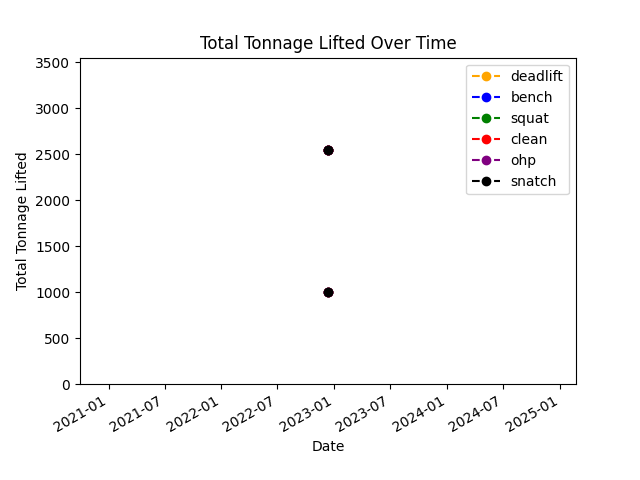 Total Tonnage Lifted Over Time
Total Tonnage Lifted
3500
3000
2500
2000
1500
1000
500
0
deadlift
bench
squat
clean
ohp
snatch
2021-01
2021-07
2022-01
2022-07
2023-01
2023-07
2024-01
2024-07
2025-01
Date